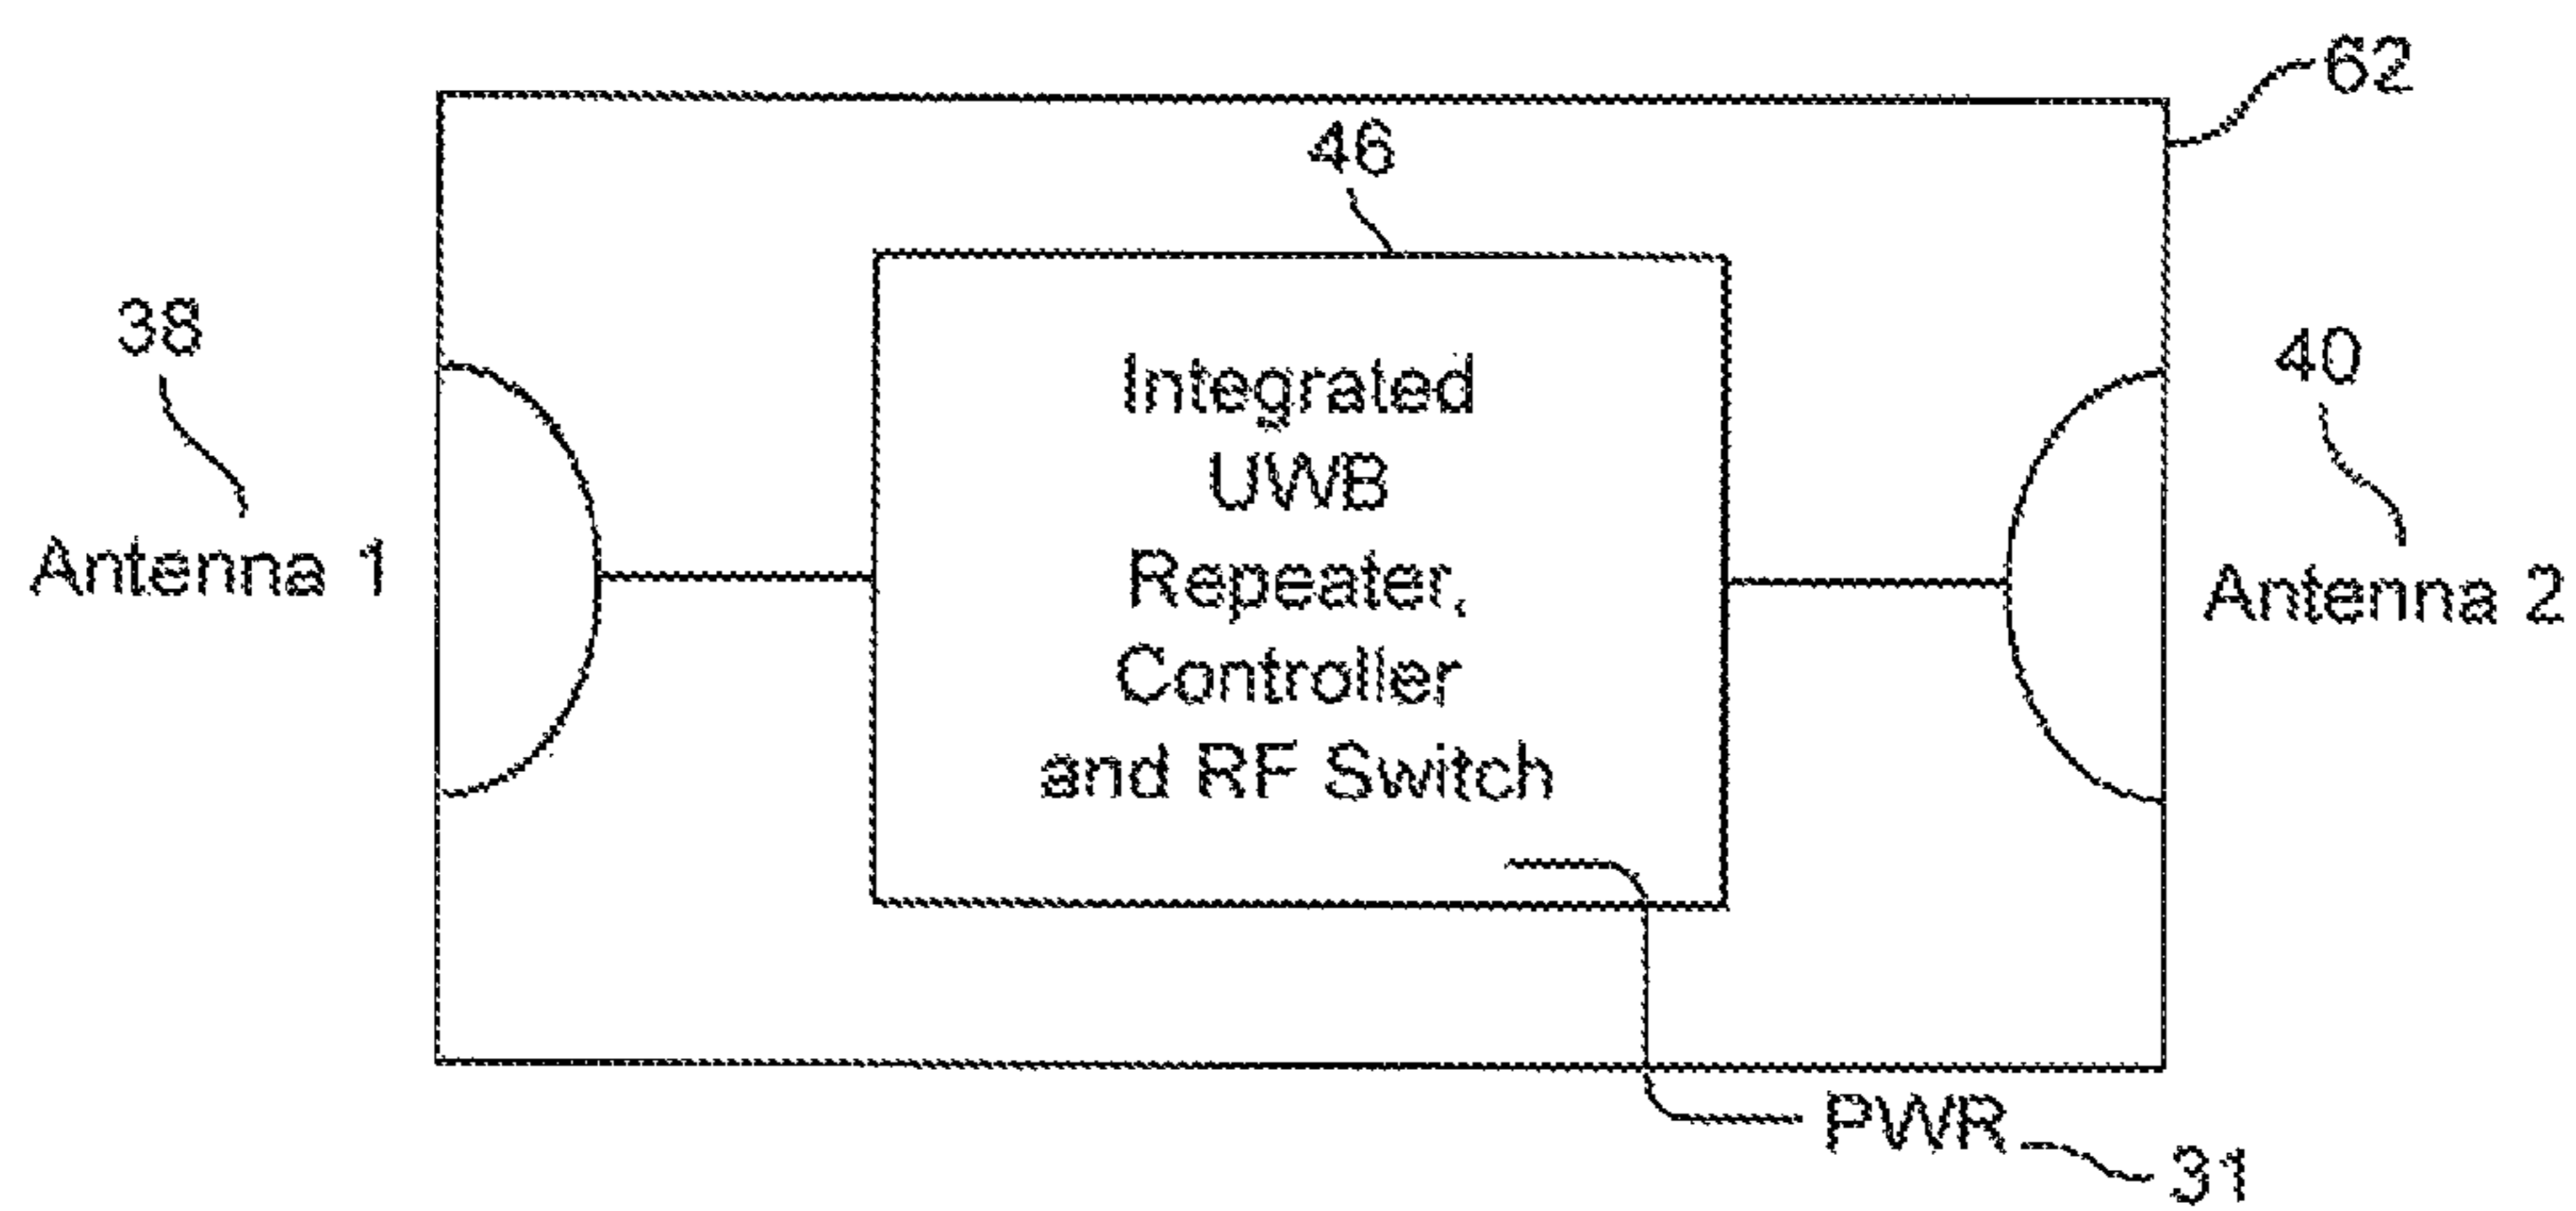 62
46
38
40
Integrated
UWB
Repeater,
Controller
and RF Switch
Antenna 1
Antenna 2
PWR
31